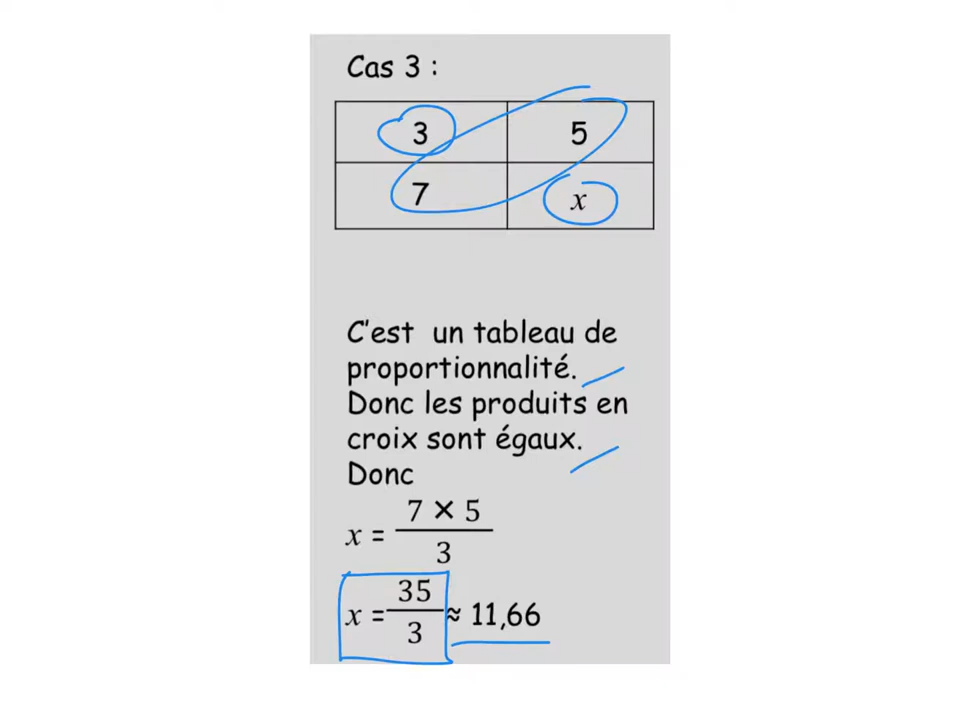 Cas 3 :
3 5
7 x
C'est un tableau de
proportionnalité.
Donc les produits en
croix sont égaux.
Donc
x = 7 × 5 / 3
x = 35 / 3 ≈ 11,66